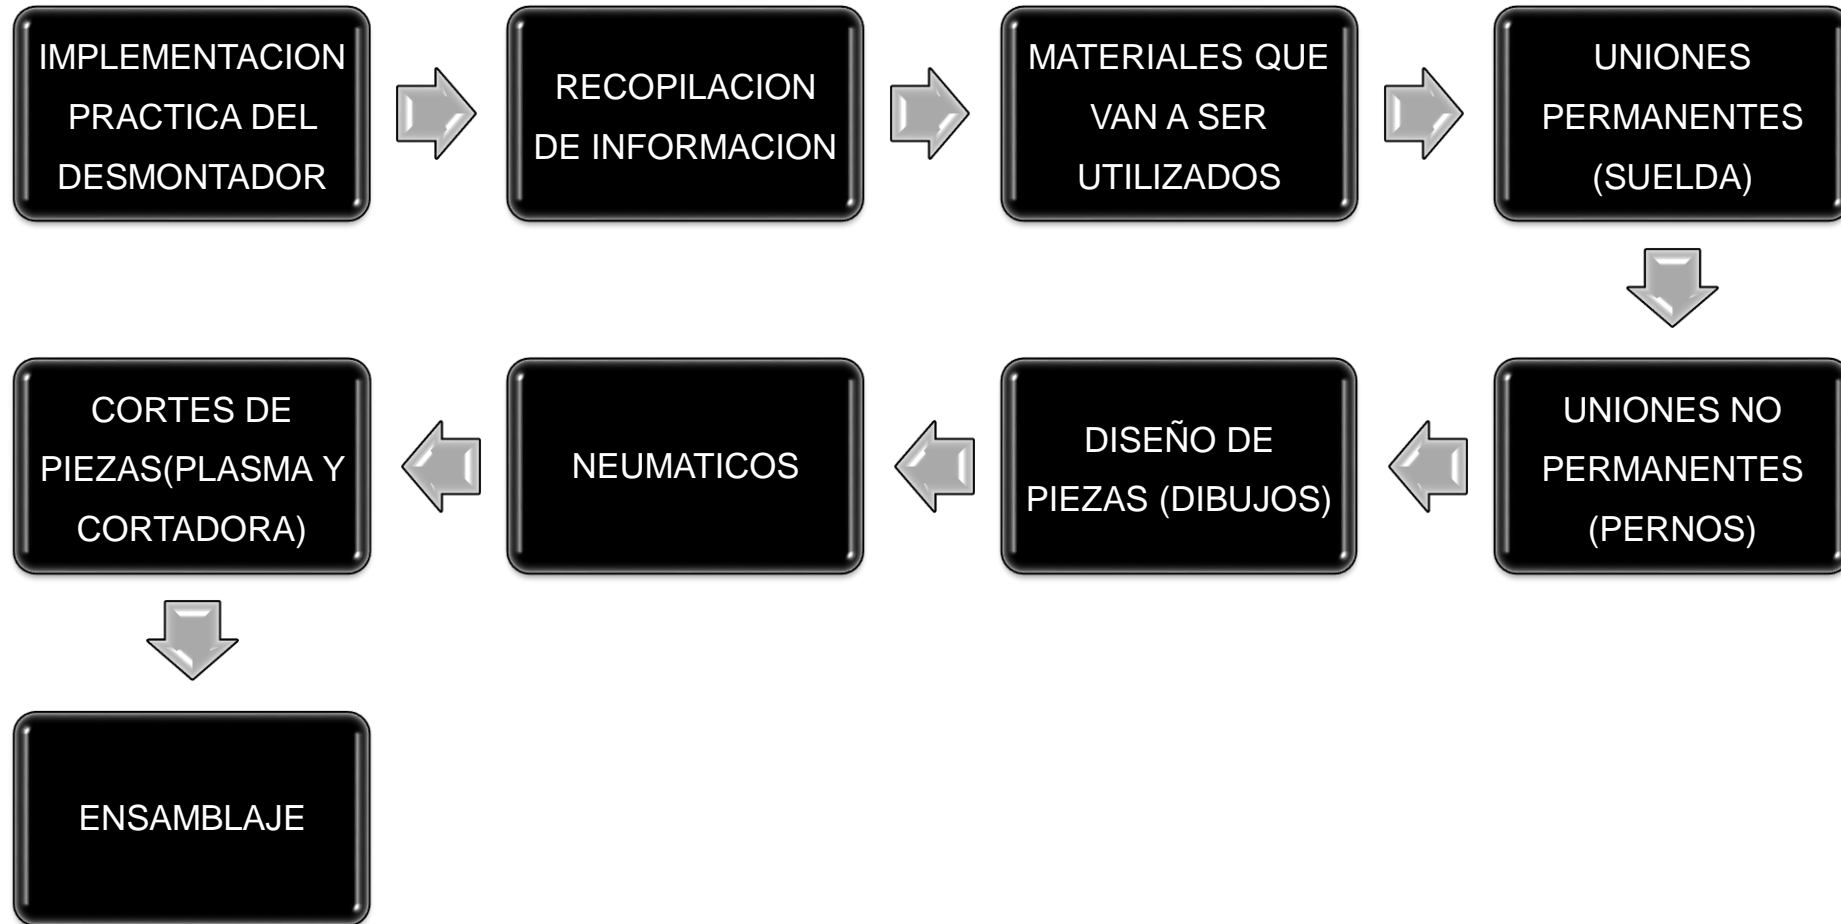 IMPLEMENTACION
PRACTICA DEL
DESMONTADOR
RECOPILACION
DE INFORMACION
MATERIALES QUE
VAN A SER
UTILIZADOS
UNIONES
PERMANENTES
(SUELDA)
UNIONES NO
PERMANENTES
(PERNOS)
DISEÑO DE
PIEZAS (DIBUJOS)
NEUMATICOS
CORTES DE
PIEZAS(PLASMA Y
CORTADORA)
ENSAMBLAJE